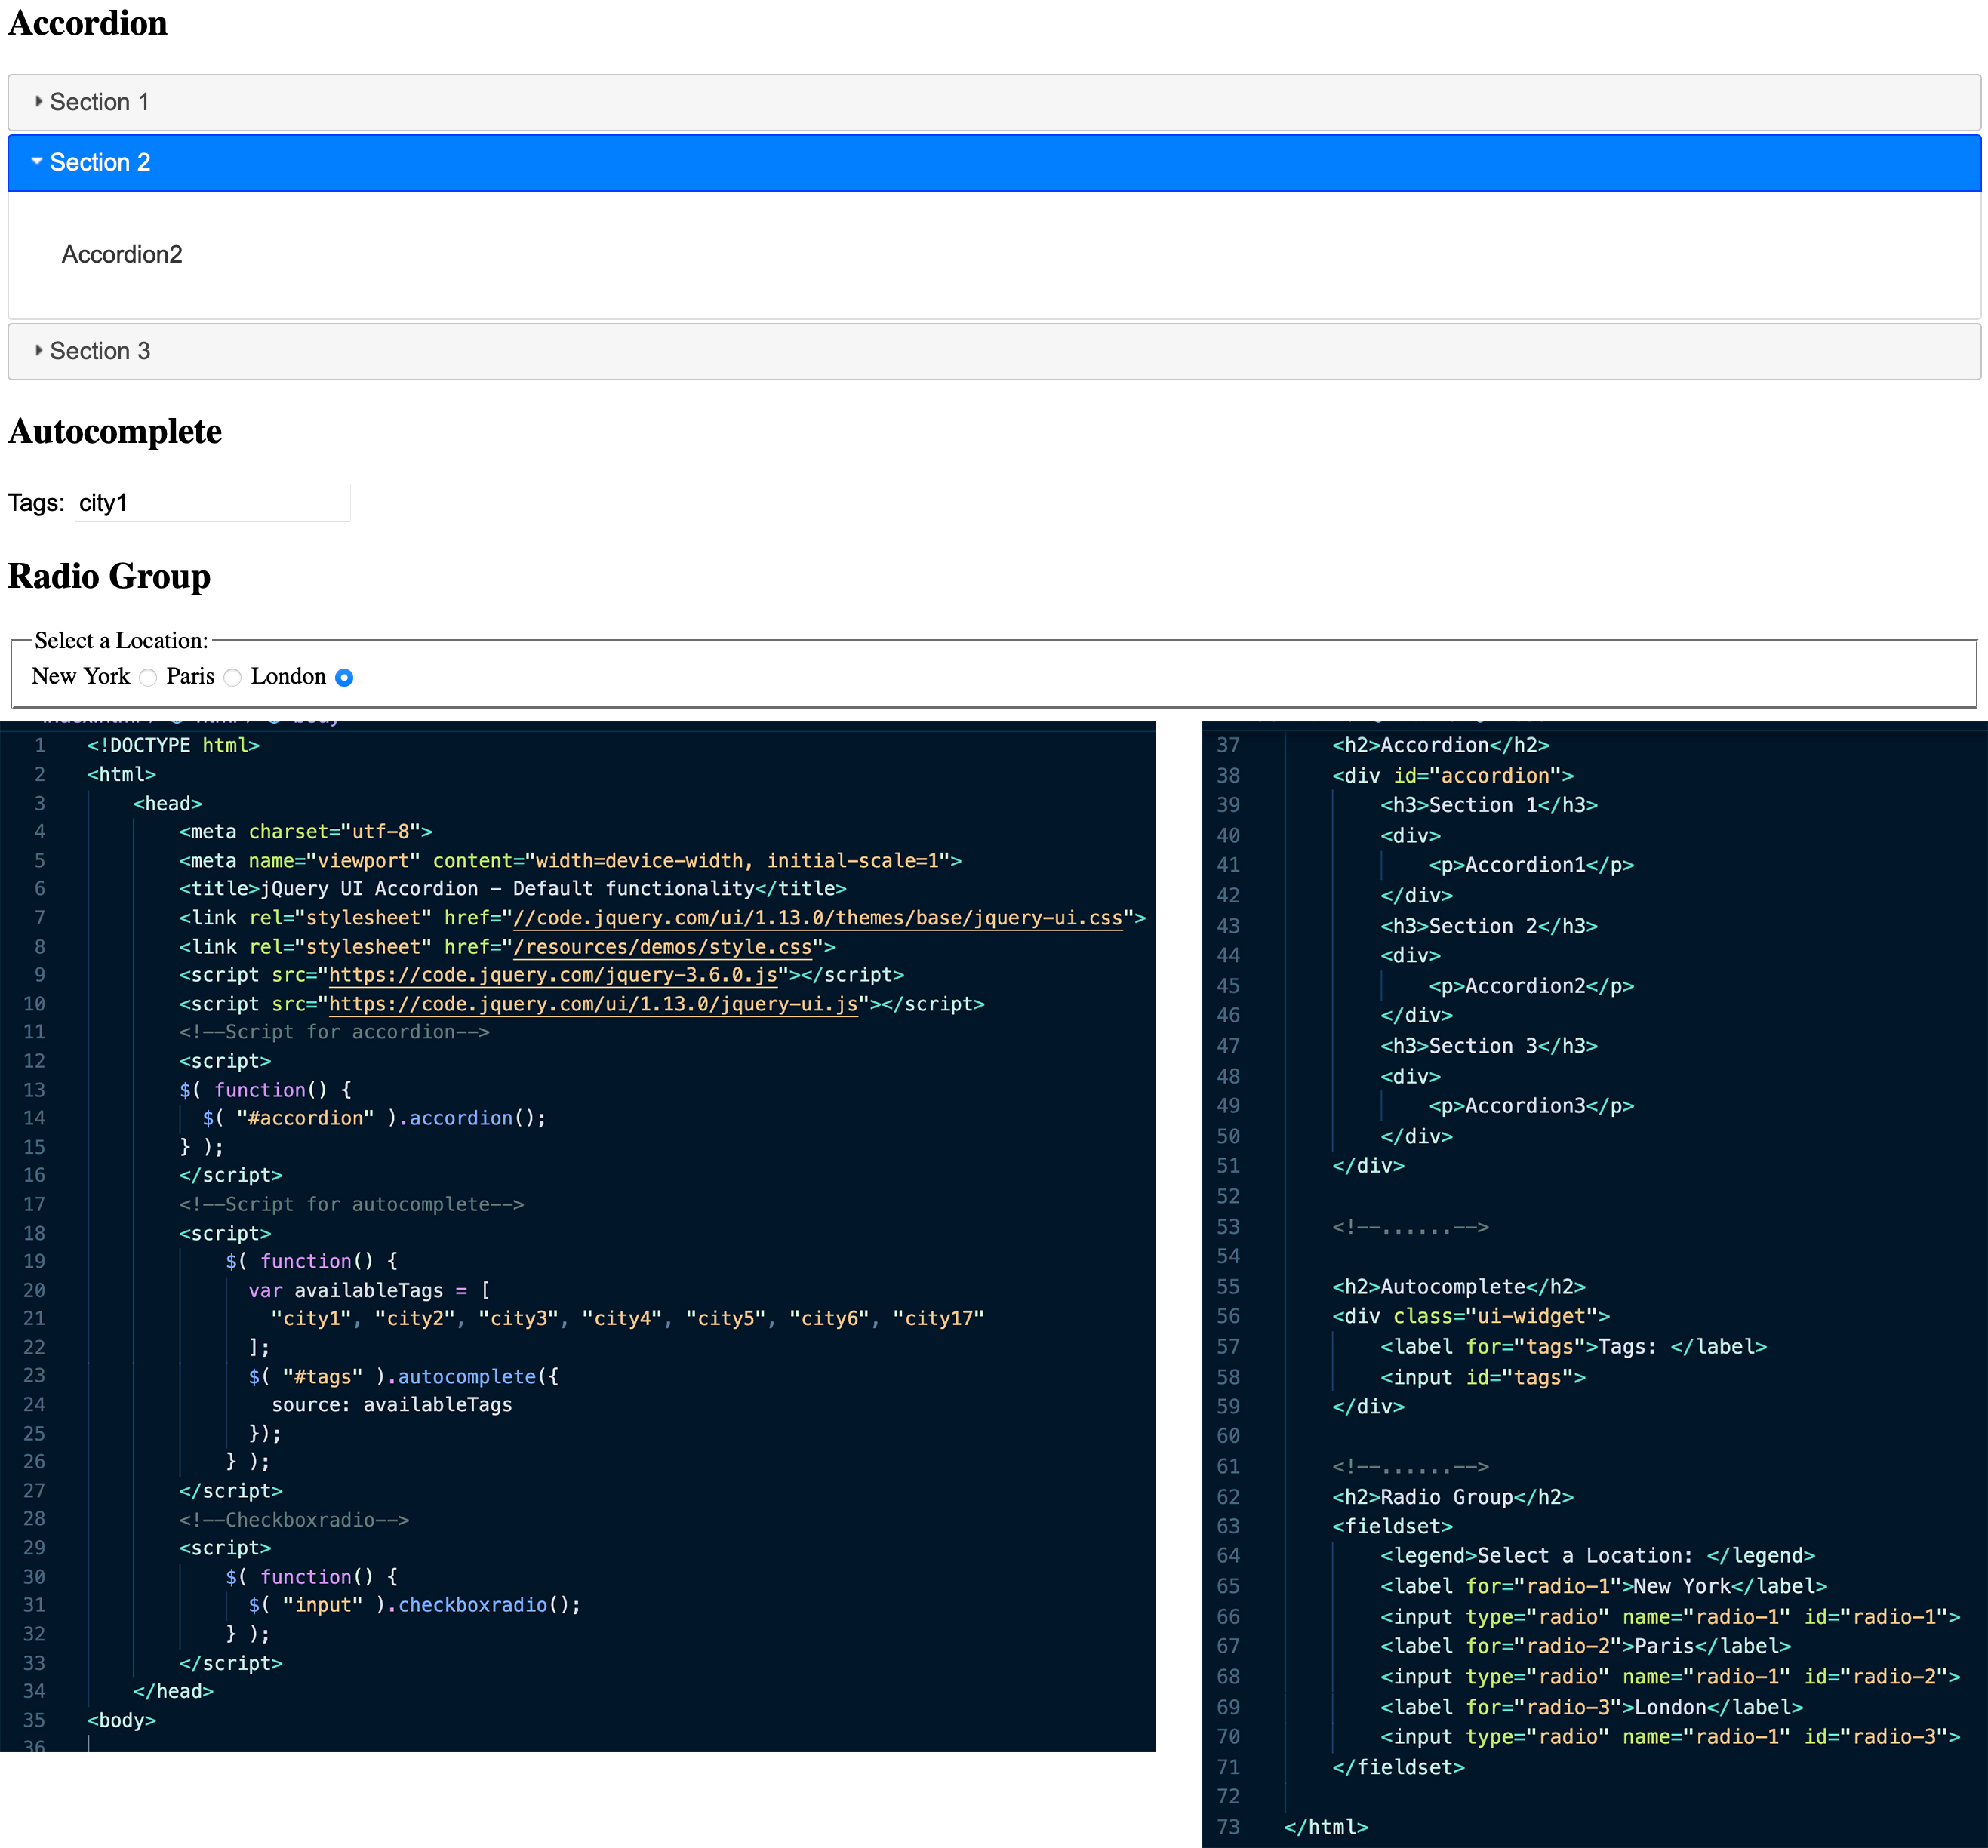 Accordion
Section 1
Section 2
Accordion2
Section 3
Autocomplete
Tags: city1
Radio Group
Select a Location:
New York Paris London
1 <!DOCTYPE html>
2 <html>
3 <head>
4 <meta charset="utf-8">
5 <meta name="viewport" content="width=device-width, initial-scale=1">
6 <title>jQuery UI Accordion - Default functionality</title>
7 <link rel="stylesheet" href="//code.jquery.com/ui/1.13.0/themes/base/jquery-ui.css">
8 <link rel="stylesheet" href="/resources/demos/style.css">
9 <script src="https://code.jquery.com/jquery-3.6.0.js"></script>
10 <script src="https://code.jquery.com/ui/1.13.0/jquery-ui.js"></script>
11 <!--Script for accordion-->
12 <script>
13 $( function() {
14 $( "#accordion" ).accordion();
15 } );
16 </script>
17 <!--Script for autocomplete-->
18 <script>
19 $( function() {
20 var availableTags = [
21 "city1", "city2", "city3", "city4", "city5", "city6", "city17"
22 ];
23 $( "#tags" ).autocomplete({
24 source: availableTags
25 });
26 } );
27 </script>
28 <!--Checkboxradio-->
29 <script>
30 $( function() {
31 $( "input" ).checkboxradio();
32 } );
33 </script>
34 </head>
35 <body>
36
37 <h2>Accordion</h2>
38 <div id="accordion">
39 <h3>Section 1</h3>
40 <div>
41 <p>Accordion1</p>
42 </div>
43 <h3>Section 2</h3>
44 <div>
45 <p>Accordion2</p>
46 </div>
47 <h3>Section 3</h3>
48 <div>
49 <p>Accordion3</p>
50 </div>
51 </div>
52
53 <!--......-->
54
55 <h2>Autocomplete</h2>
56 <div class="ui-widget">
57 <label for="tags">Tags: </label>
58 <input id="tags">
59 </div>
60
61 <!--......-->
62 <h2>Radio Group</h2>
63 <fieldset>
64 <legend>Select a Location: </legend>
65 <label for="radio-1">New York</label>
66 <input type="radio" name="radio-1" id="radio-1">
67 <label for="radio-2">Paris</label>
68 <input type="radio" name="radio-1" id="radio-2">
69 <label for="radio-3">London</label>
70 <input type="radio" name="radio-1" id="radio-3">
71 </fieldset>
72
73 </html>